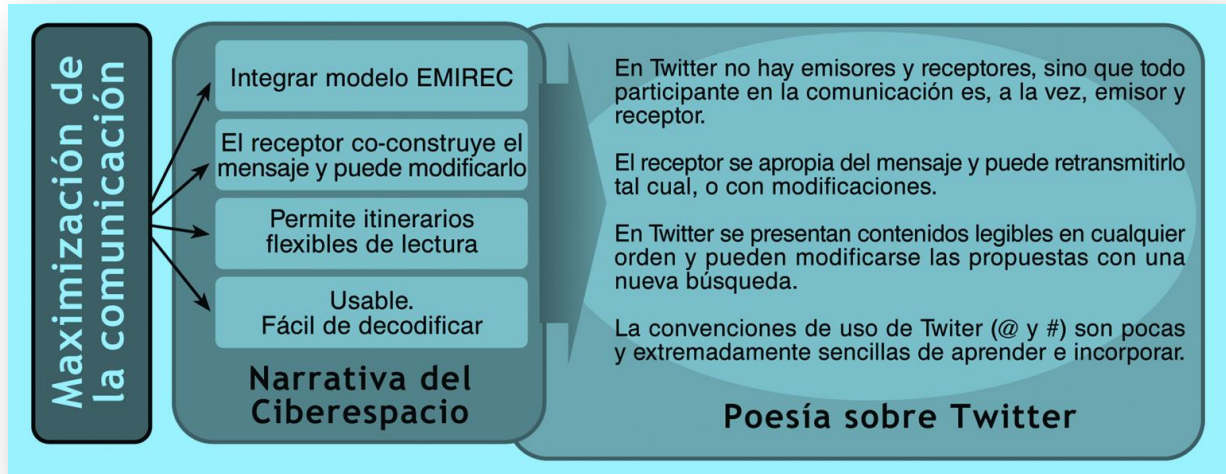 Maximización de
la comunicación
Integrar modelo EMIREC
El receptor co-construye el
mensaje y puede modificarlo
Permite itinerarios
flexibles de lectura
Usable.
Fácil de decodificar
Narrativa del
Ciberespacio
En Twitter no hay emisores y receptores, sino que todo
participante en la comunicación es, a la vez, emisor y
receptor.
El receptor se apropia del mensaje y puede retransmitirlo
tal cual, o con modificaciones.
En Twitter se presentan contenidos legibles en cualquier
orden y pueden modificarse las propuestas con una
nueva búsqueda.
La convenciones de uso de Twiter (@ y #) son pocas
y extremadamente sencillas de aprender e incorporar.
Poesía sobre Twitter